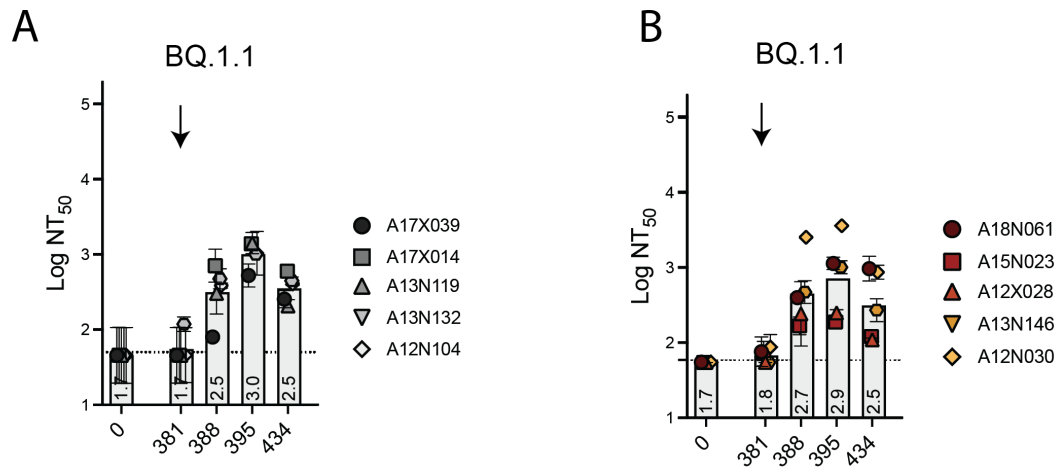 A
BQ.1.1
Log NT50
5
4
3
2
1
1.7
1.7
2.5
3.0
2.5
0
381
388
395
434
A17X039
A17X014
A13N119
A13N132
A12N104
B
BQ.1.1
Log NT50
5
4
3
2
1
1.7
1.8
2.7
2.9
2.5
0
381
388
395
434
A18N061
A15N023
A12X028
A13N146
A12N030